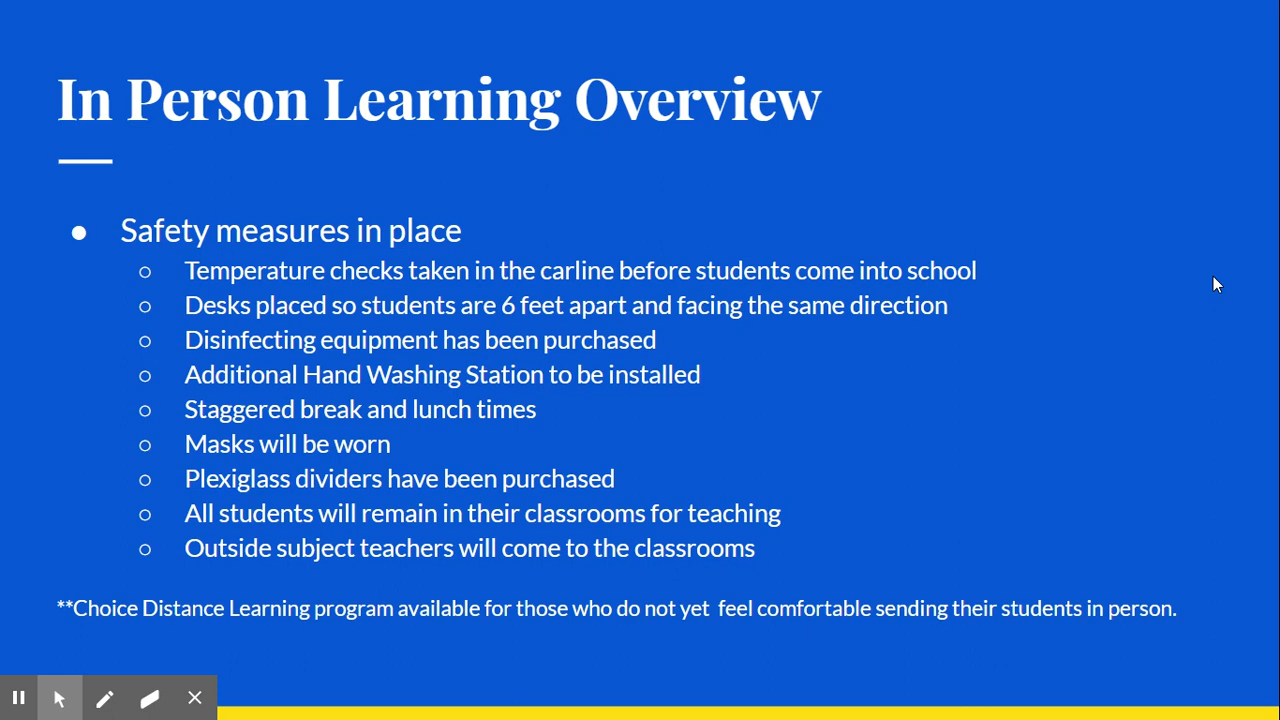 In Person Learning Overview
● Safety measures in place
○ Temperature checks taken in the carline before students come into school
○ Desks placed so students are 6 feet apart and facing the same direction
○ Disinfecting equipment has been purchased
○ Additional Hand Washing Station to be installed
○ Staggered break and lunch times
○ Masks will be worn
○ Plexiglass dividers have been purchased
○ All students will remain in their classrooms for teaching
○ Outside subject teachers will come to the classrooms
**Choice Distance Learning program available for those who do not yet  feel comfortable sending their students in person.